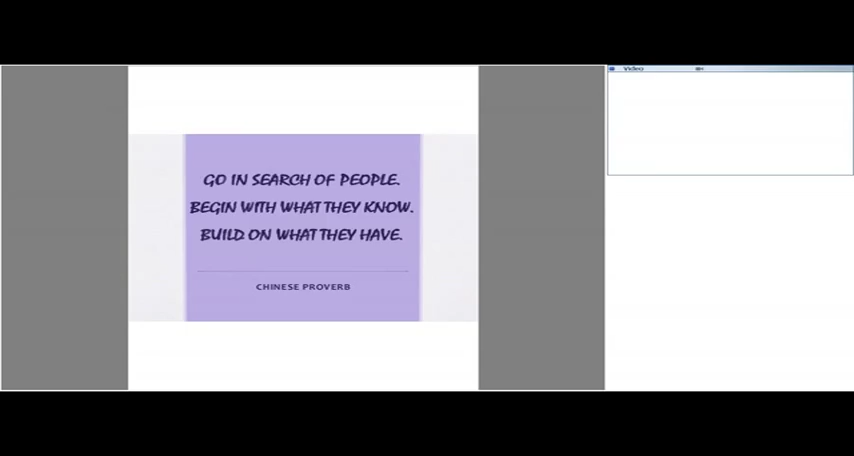 GO IN SEARCH OF PEOPLE.
BEGIN WITH WHAT THEY KNOW.
BUILD ON WHAT THEY HAVE.
CHINESE PROVERB
Video